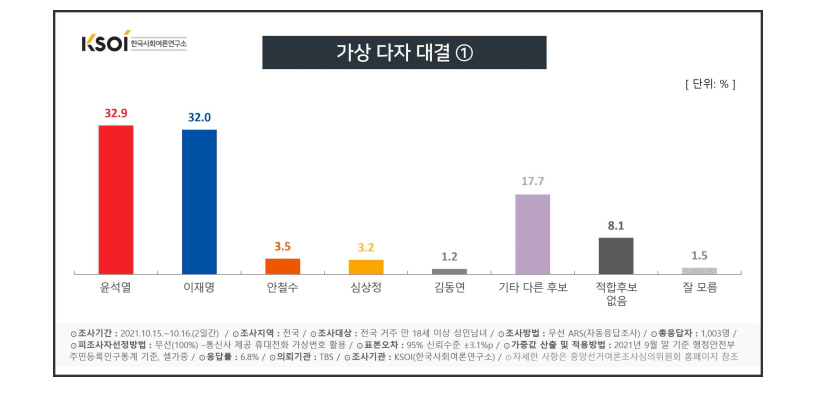 KSOI 한국사회여론연구소
가상 다자 대결 ①
[ 단위: % ]
32.9
32.0
3.5
3.2
1.2
17.7
8.1
1.5
윤석열
이재명
안철수
심상정
김동연
기타 다른 후보
적합후보
없음
잘 모름
⊙조사기간 : 2021.10.15.~10.16.(2일간) / ⊙조사지역 : 전국 / ⊙조사대상 : 전국 거주 만 18세 이상 성인남녀 / ⊙조사방법 : 무선 ARS(자동응답조사) / ⊙총응답자 : 1,003명 /
⊙피조사자선정방법 : 무선(100%) –통신사 제공 휴대전화 가상번호 활용 / ⊙표본오차 : 95% 신뢰수준 ±3.1%p / ⊙가중값 산출 및 적용방법 : 2021년 9월 말 기준 행정안전부
주민등록인구통계 기준, 셀가중 / ⊙응답률 : 6.8% / ⊙의뢰기관 : TBS / ⊙조사기관 : KSOI(한국사회여론연구소) / ⊙자세한 사항은 중앙선거여론조사심의위원회 홈페이지 참조